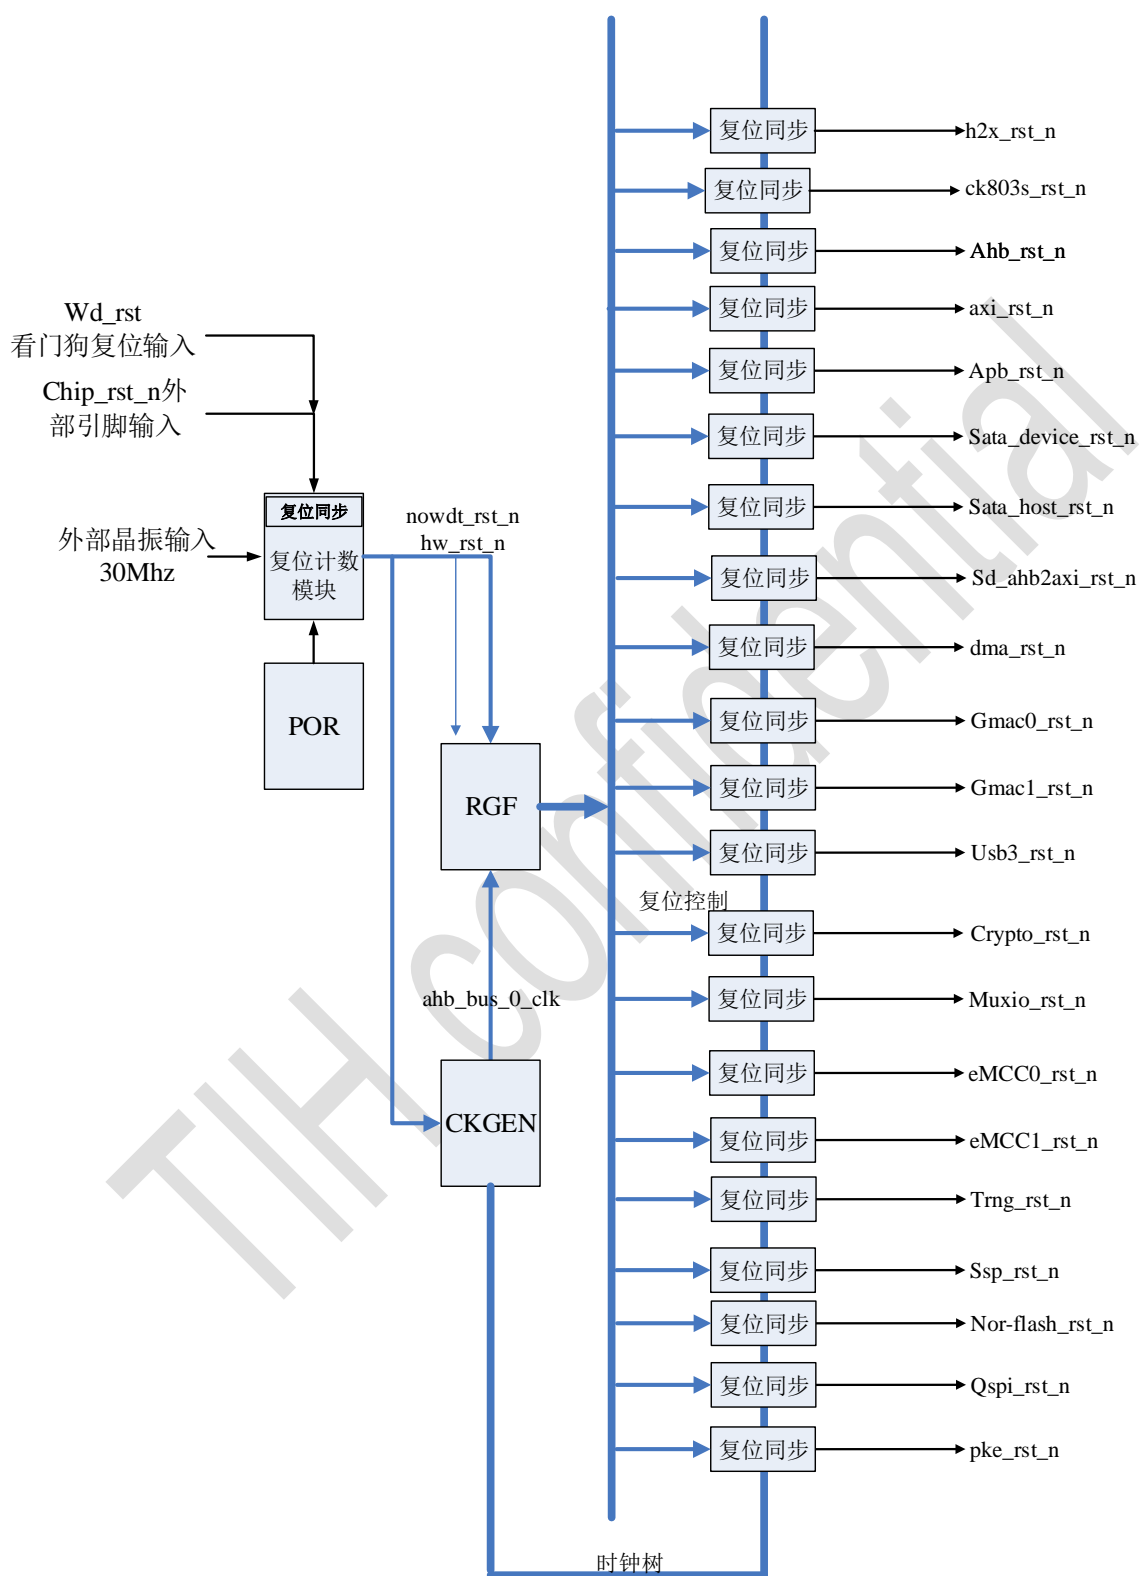 Wd_rst
看门狗复位输入
Chip_rst_n外
部引脚输入
外部晶振输入
30Mhz
复位同步
复位计数
模块
POR
nowdt_rst_n
hw_rst_n
RGF
ahb_bus_0_clk
CKGEN
复位同步
h2x_rst_n
复位同步
ck803s_rst_n
复位同步
Ahb_rst_n
复位同步
axi_rst_n
复位同步
Apb_rst_n
复位同步
Sata_device_rst_n
复位同步
Sata_host_rst_n
复位同步
Sd_ahb2axi_rst_n
复位同步
dma_rst_n
复位同步
Gmac0_rst_n
复位同步
Gmac1_rst_n
复位同步
Usb3_rst_n
复位控制
复位同步
Crypto_rst_n
复位同步
Muxio_rst_n
复位同步
eMCC0_rst_n
复位同步
eMCC1_rst_n
复位同步
Trng_rst_n
复位同步
Ssp_rst_n
复位同步
Nor-flash_rst_n
复位同步
Qspi_rst_n
复位同步
pke_rst_n
时钟树
TIH confidential